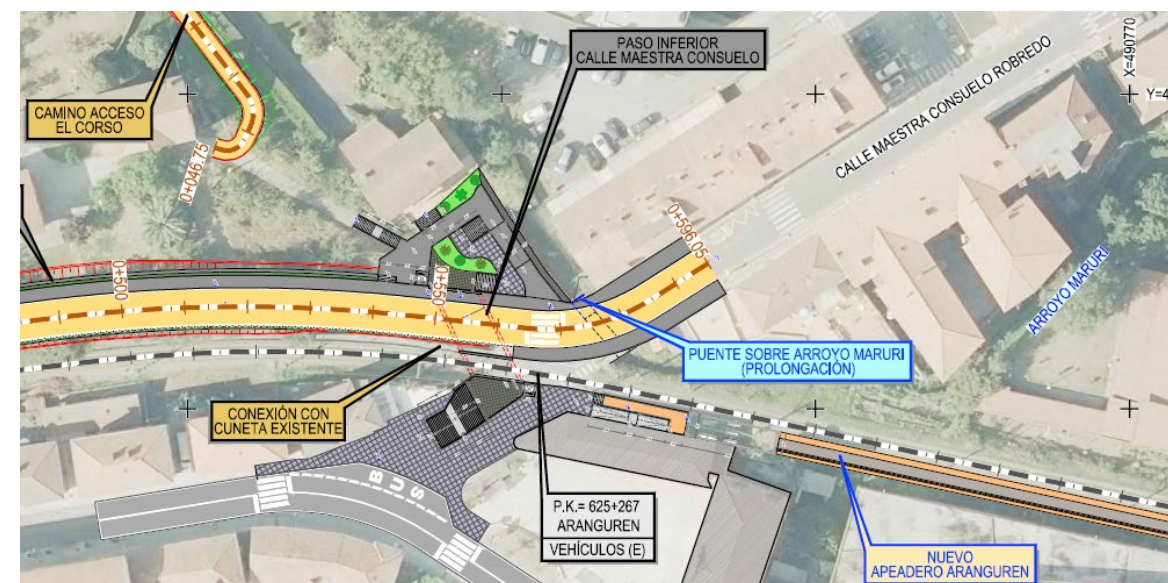 PASO INFERIOR
CALLE MAESTRA CONSUELO
X=490770
Y=4
CAMINO ACCESO
EL CORSO
CALLE MAESTRA CONSUELO ROBREDO
0+046.75
0+596.05
0+500
0+550
ARROYO MARURI
PUENTE SOBRE ARROYO MARURI
(PROLONGACIÓN)
CONEXIÓN CON
CUNETA EXISTENTE
BUS
P.K.= 625+267
ARANGUREN
VEHÍCULOS (E)
NUEVO
APEADERO ARANGUREN